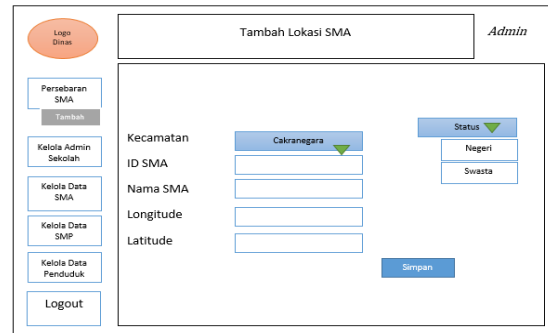 Logo
Dinas
Tambah Lokasi SMA
Admin
Persebaran
SMA
Tambah
Kelola Admin
Sekolah
Kelola Data
SMA
Kelola Data
SMP
Kelola Data
Penduduk
Logout
Kecamatan
Cakranegara
ID SMA
Nama SMA
Longitude
Latitude
Status
Negeri
Swasta
Simpan